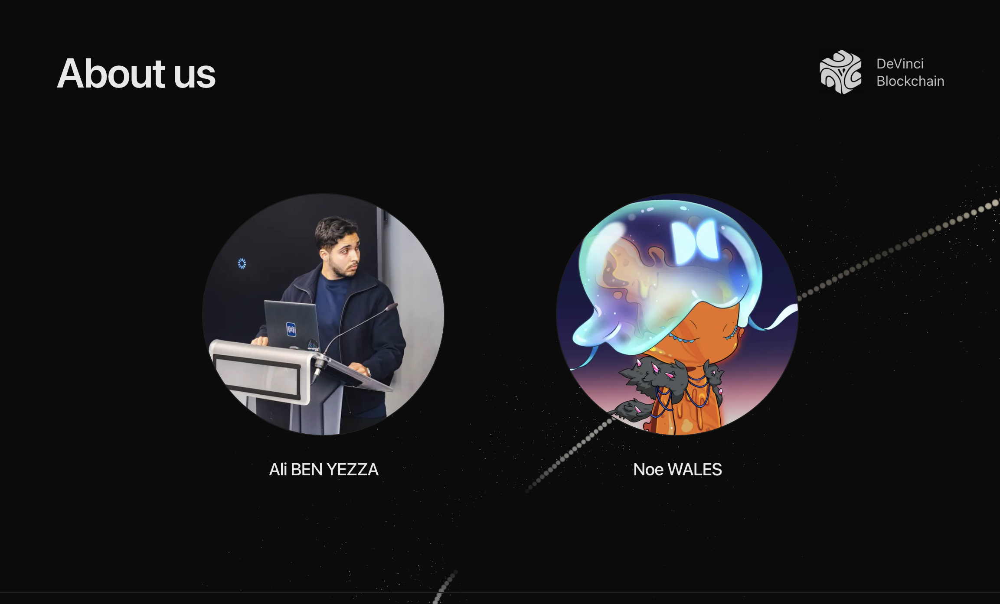 About us
DeVinci
Blockchain
Ali BEN YEZZA
Noe WALES